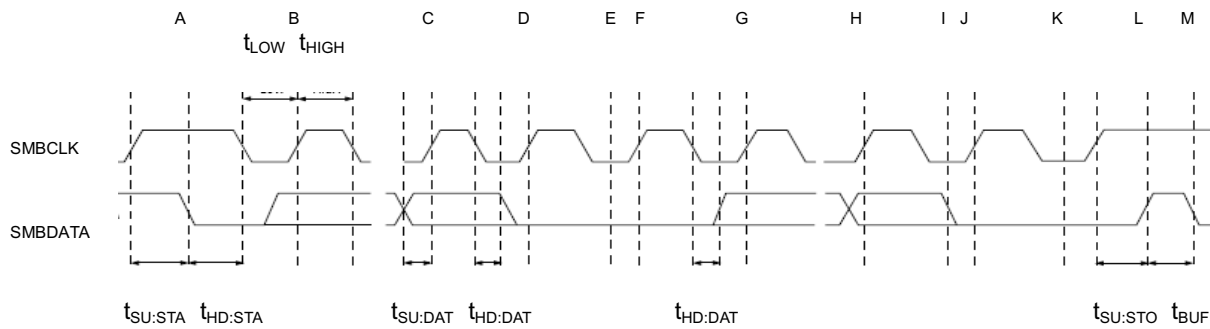 A B C D E F G H I J K L M
tLOW tHIGH
SMBCLK
SMBDATA
tSU:STA tHD:STA tSU:DAT tHD:DAT tHD:DAT tSU:STO tBUF